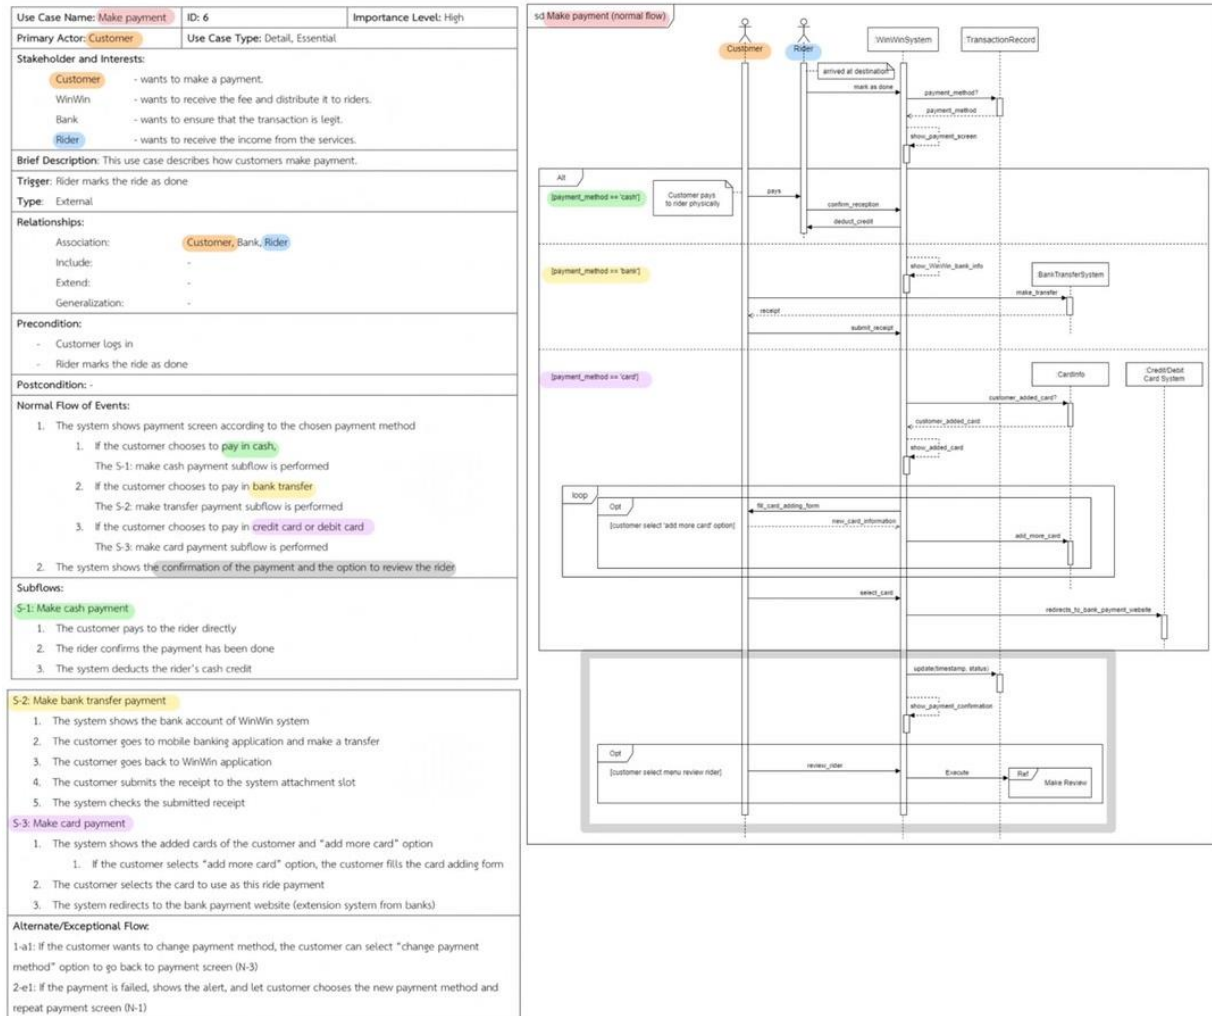 Use Case Name: Make payment
ID: 6
Importance Level: High
Primary Actor: Customer
Use Case Type: Detail, Essential
Stakeholder and Interests:
Customer - wants to make a payment.
WinWin - wants to receive the fee and distribute it to riders.
Bank - wants to ensure that the transaction is legit.
Rider - wants to receive the income from the services.
Brief Description: This use case describes how customers make payment.
Trigger: Rider marks the ride as done
Type: External
Relationships:
Association: Customer, Bank, Rider
Include: -
Extend: -
Generalization: -
Precondition:
- Customer logs in
- Rider marks the ride as done
Postcondition: -
Normal Flow of Events:
1. The system shows payment screen according to the chosen payment method
1. If the customer chooses to pay in cash,
The S-1: make cash payment subflow is performed
2. If the customer chooses to pay in bank transfer
The S-2: make transfer payment subflow is performed
3. If the customer chooses to pay in credit card or debit card
The S-3: make card payment subflow is performed
2. The system shows the confirmation of the payment and the option to review the rider
Subflows:
S-1: Make cash payment
1. The customer pays to the rider directly
2. The rider confirms the payment has been done
3. The system deducts the rider's cash credit
S-2: Make bank transfer payment
1. The system shows the bank account of WinWin system
2. The customer goes to mobile banking application and make a transfer
3. The customer goes back to WinWin application
4. The customer submits the receipt to the system attachment slot
5. The system checks the submitted receipt
S-3: Make card payment
1. The system shows the added cards of the customer and "add more card" option
1. If the customer selects "add more card" option, the customer fills the card adding form
2. The customer selects the card to use as this ride payment
3. The system redirects to the bank payment website (extension system from banks)
Alternate/Exceptional Flow:
1-a1: If the customer wants to change payment method, the customer can select "change payment
method" option to go back to payment screen (N-3)
2-e1: If the payment is failed, shows the alert, and let customer chooses the new payment method and
repeat payment screen (N-1)
sd Make payment (normal flow)
Customer
Rider
:WinWinSystem
:TransactionRecord
arrived at destination
mark as done
payment_method?
payment_method
show_payment_screen
Alt
[payment_method == 'cash']
Customer pays
to rider physically
pays
confirm_reception
deduct_credit
[payment_method == 'bank']
show_WinWin_bank_info
:BankTransferSystem
make_transfer
receipt
submit_receipt
[payment_method == 'card']
:CardInfo
Credit/Debit
Card System
customer_added_card?
customer_added_card
show_added_card
loop
Opt
[customer select 'add more card' option]
fill_card_adding_form
new_card_information
add_more_card
select_card
redirects_to_bank_payment_website
update(timestamp, status)
show_payment_confirmation
Opt
[customer select menu review rider]
review_rider
Execute
Ref
Make Review